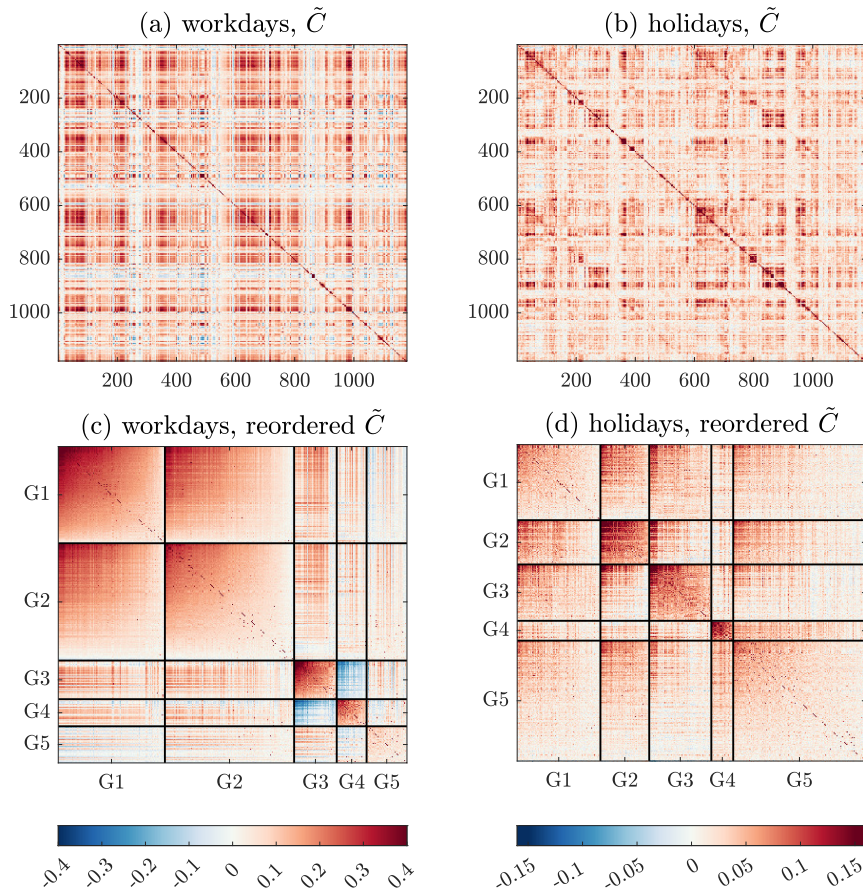 (a) workdays, C̃
(b) holidays, C̃
200
400
600
800
1000
200 400 600 800 1000
200
400
600
800
1000
200 400 600 800 1000
(c) workdays, reordered C̃
(d) holidays, reordered C̃
G1
G2
G3
G4
G5
G1 G2 G3 G4 G5
G1
G2
G3
G4
G5
G1 G2 G3 G4 G5
-0.4 -0.3 -0.2 -0.1 0 0.1 0.2 0.3 0.4
-0.15 -0.1 -0.05 0 0.05 0.1 0.15